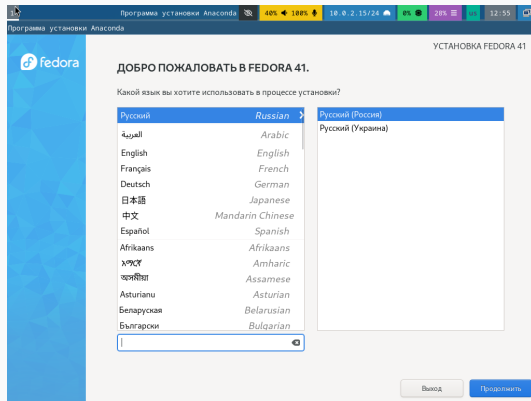 1 Программа установки Anaconda 40% 100% 10.0.2.15/24 0% 28% us 12:55
Программа установки Anaconda
fedora
УСТАНОВКА FEDORA 41
ДОБРО ПОЖАЛОВАТЬ В FEDORA 41.
Какой язык вы хотите использовать в процессе установки?
Русский Russian Русский (Россия)
العربية Arabic Русский (Украина)
English English
Français French
Deutsch German
日本語 Japanese
中文 Mandarin Chinese
Español Spanish
Afrikaans Afrikaans
አማርኛ Amharic
অসমীয়া Assamese
Asturianu Asturian
Беларуская Belarusian
Български Bulgarian
Выход Продолжить